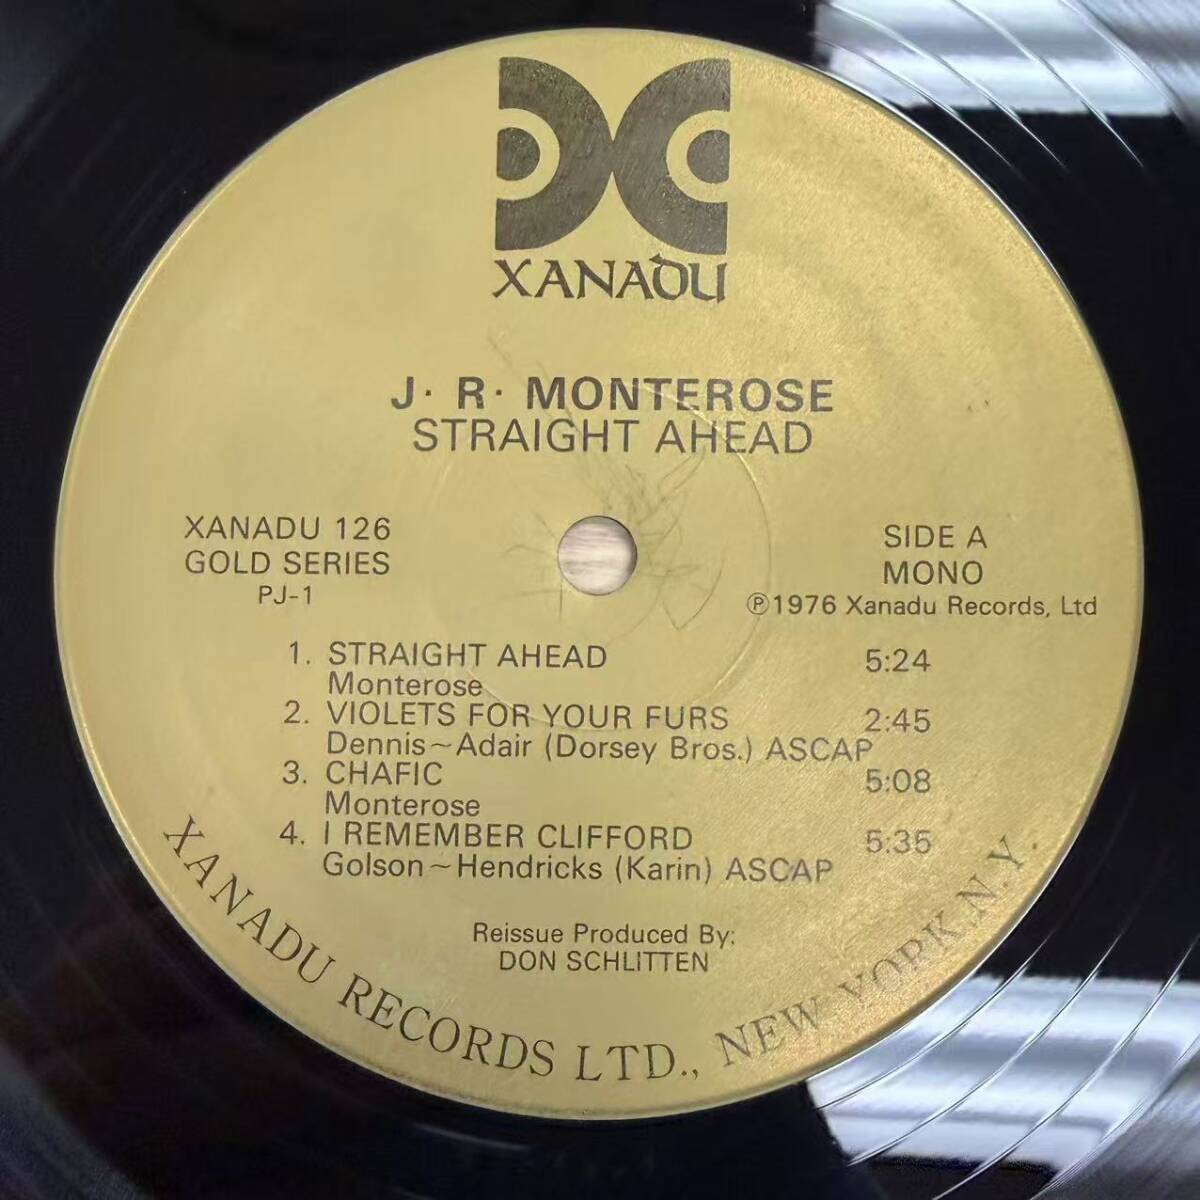 XANADU
J. R. MONTEROSE
STRAIGHT AHEAD
XANADU 126
GOLD SERIES
PJ-1
SIDE A
MONO
℗1976 Xanadu Records, Ltd
1. STRAIGHT AHEAD 5:24
Monterose
2. VIOLETS FOR YOUR FURS 2:45
Dennis~Adair (Dorsey Bros.) ASCAP
3. CHAFIC 5:08
Monterose
4. I REMEMBER CLIFFORD 5:35
Golson~Hendricks (Karin) ASCAP
Reissue Produced By:
DON SCHLITTEN
XANADU RECORDS LTD., NEW YORK.N.Y.